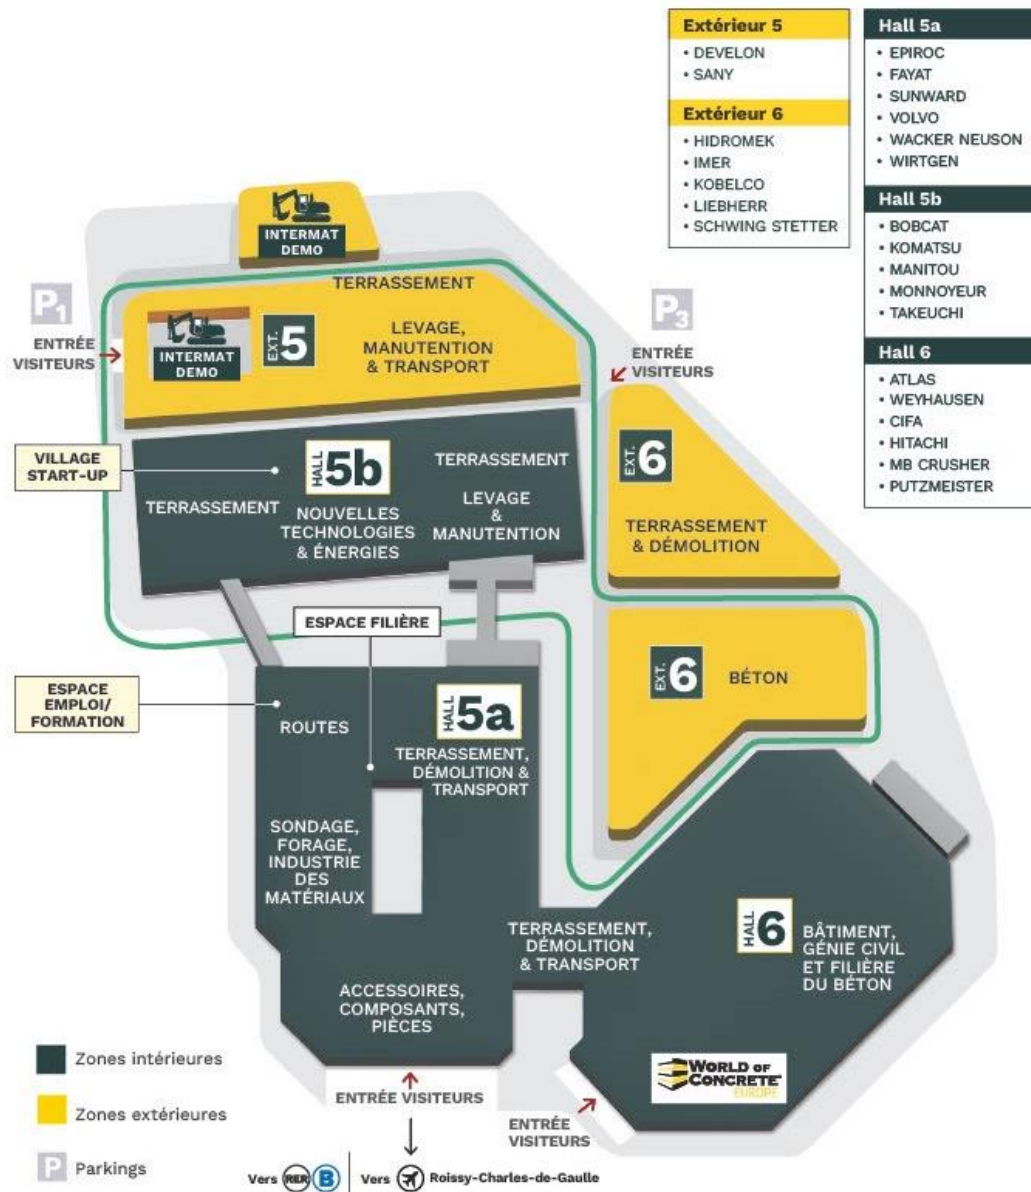 Extérieur 5
• DEVELON
• SANY
Extérieur 6
• HIDROMEK
• IMER
• KOBELCO
• LIEBHERR
• SCHWING STETTER
Hall 5a
• EPIROC
• FAYAT
• SUNWARD
• VOLVO
• WACKER NEUSON
• WIRTGEN
Hall 5b
• BOBCAT
• KOMATSU
• MANITOU
• MONNOYEUR
• TAKEUCHI
Hall 6
• ATLAS
• WEYHAUSEN
• CIFA
• HITACHI
• MB CRUSHER
• PUTZMEISTER
INTERMAT
DEMO
TERRASSEMENT
P1
ENTRÉE
VISITEURS
INTERMAT
DEMO
EXT. 5
LEVAGE,
MANUTENTION
& TRANSPORT
P3
ENTRÉE
VISITEURS
VILLAGE
START-UP
TERRASSEMENT
HALL 5b
NOUVELLES
TECHNOLOGIES
& ÉNERGIES
TERRASSEMENT
LEVAGE
&
MANUTENTION
EXT. 6
TERRASSEMENT
& DÉMOLITION
ESPACE FILIÈRE
EXT. 6
BÉTON
ESPACE
EMPLOI/
FORMATION
ROUTES
HALL 5a
TERRASSEMENT,
DÉMOLITION &
TRANSPORT
SONDAGE,
FORAGE,
INDUSTRIE
DES
MATÉRIAUX
TERRASSEMENT,
DÉMOLITION
& TRANSPORT
HALL 6
BÂTIMENT,
GÉNIE CIVIL
ET FILIÈRE
DU BÉTON
ACCESSOIRES,
COMPOSANTS,
PIÈCES
WORLD OF
CONCRETE
EUROPE
Zones intérieures
Zones extérieures
P Parkings
ENTRÉE VISITEURS
ENTRÉE
VISITEURS
Vers RER B
Vers Roissy-Charles-de-Gaulle